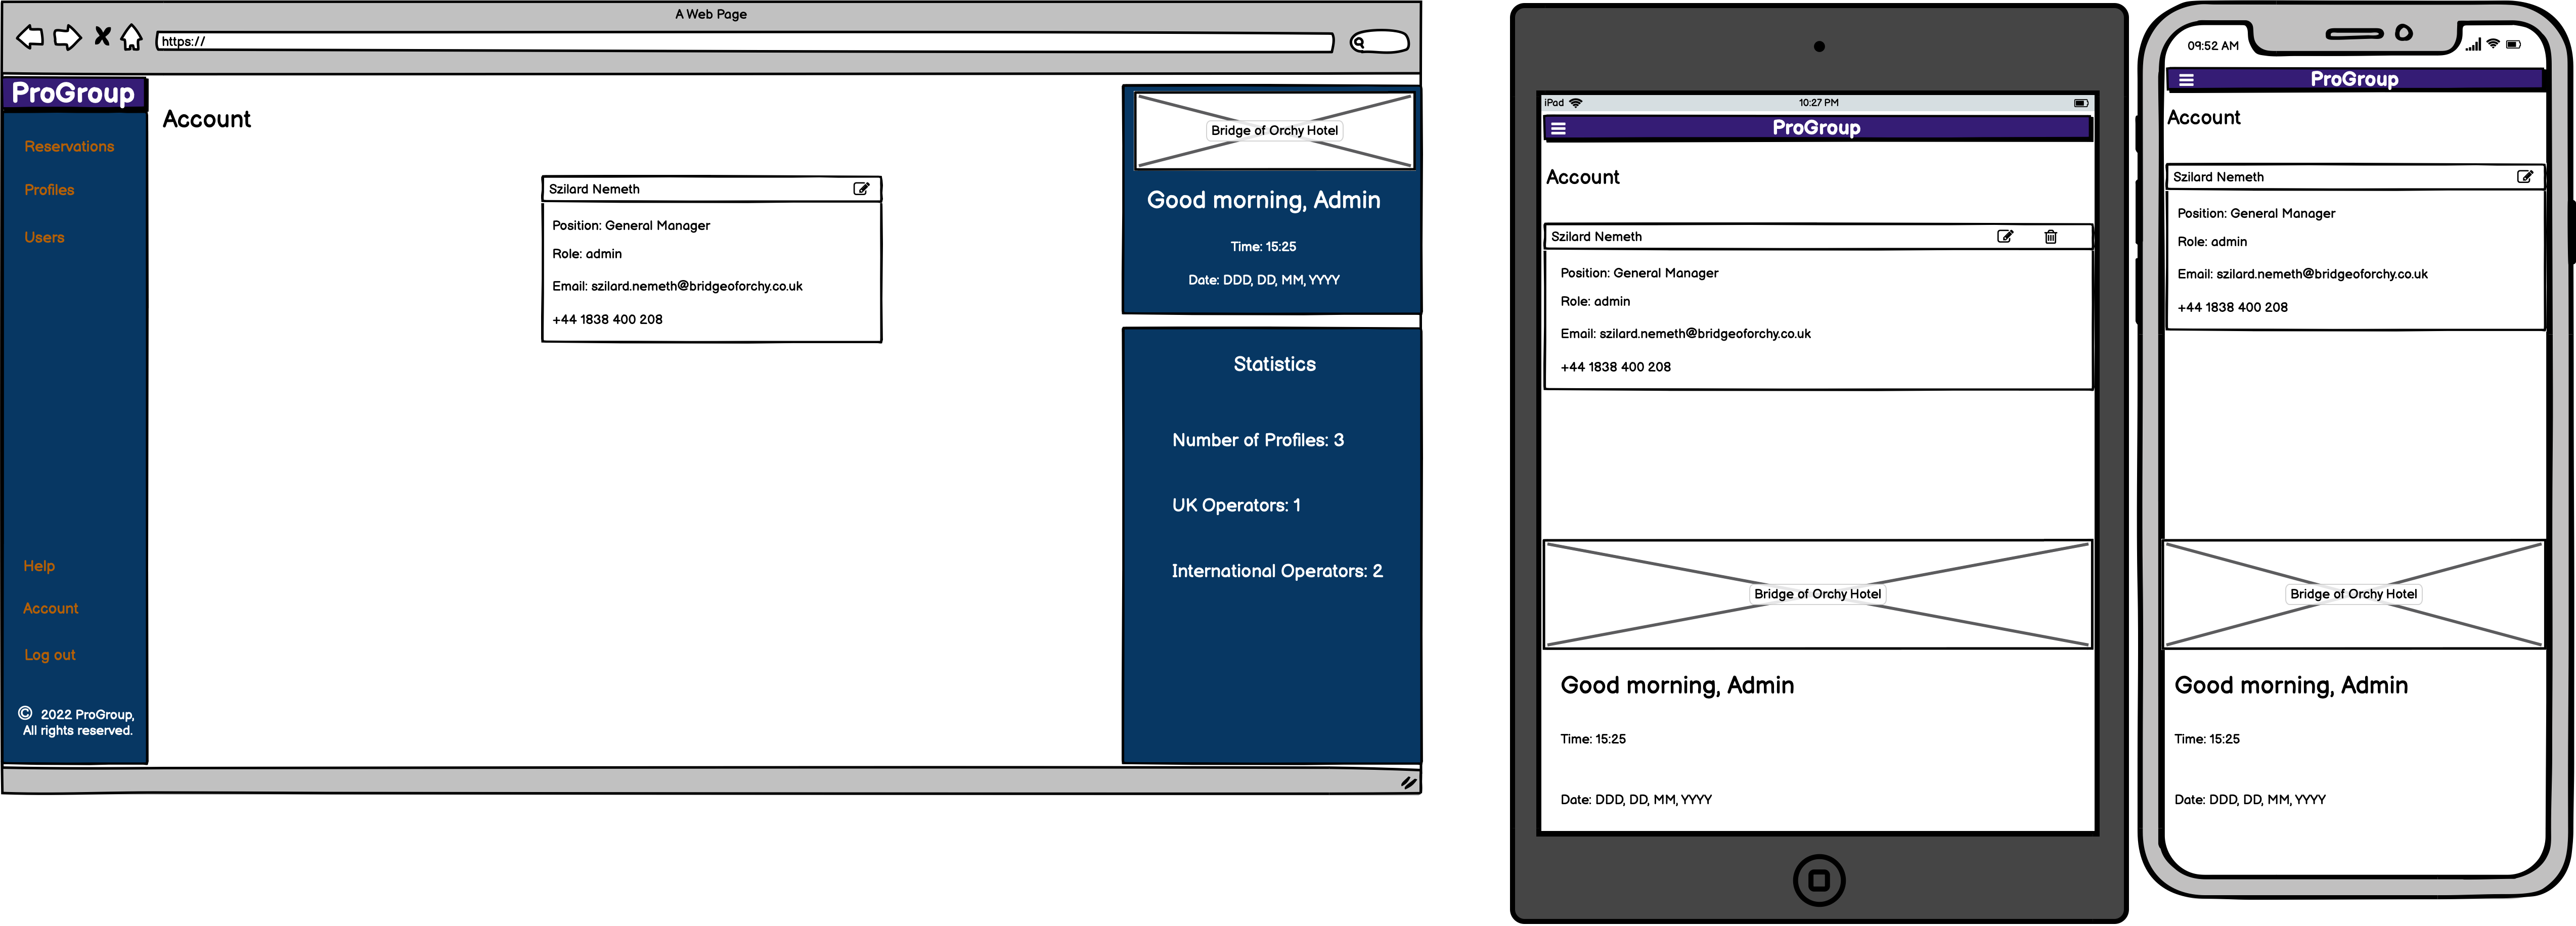 A Web Page
https://
ProGroup
Reservations
Profiles
Users
Help
Account
Log out
© 2022 ProGroup,
All rights reserved.
Account
Szilard Nemeth
Position: General Manager
Role: admin
Email: szilard.nemeth@bridgeoforchy.co.uk
+44 1838 400 208
Bridge of Orchy Hotel
Good morning, Admin
Time: 15:25
Date: DDD, DD, MM, YYYY
Statistics
Number of Profiles: 3
UK Operators: 1
International Operators: 2
iPad
10:27 PM
ProGroup
Account
Szilard Nemeth
Position: General Manager
Role: admin
Email: szilard.nemeth@bridgeoforchy.co.uk
+44 1838 400 208
Bridge of Orchy Hotel
Good morning, Admin
Time: 15:25
Date: DDD, DD, MM, YYYY
09:52 AM
ProGroup
Account
Szilard Nemeth
Position: General Manager
Role: admin
Email: szilard.nemeth@bridgeoforchy.co.uk
+44 1838 400 208
Bridge of Orchy Hotel
Good morning, Admin
Time: 15:25
Date: DDD, DD, MM, YYYY